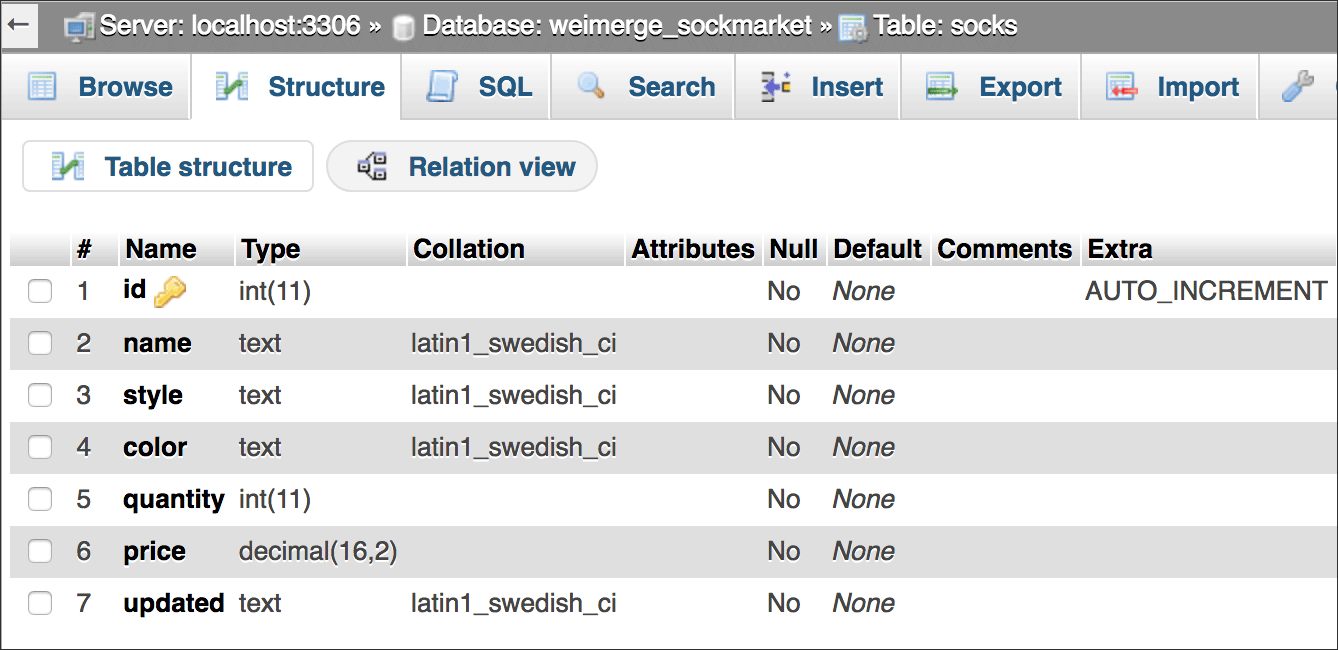 Server: localhost:3306 » Database: weimerge_sockmarket » Table: socks
Browse Structure SQL Search Insert Export Import
Table structure Relation view
# Name Type Collation Attributes Null Default Comments Extra
1 id int(11) No None AUTO_INCREMENT
2 name text latin1_swedish_ci No None
3 style text latin1_swedish_ci No None
4 color text latin1_swedish_ci No None
5 quantity int(11) No None
6 price decimal(16,2) No None
7 updated text latin1_swedish_ci No None